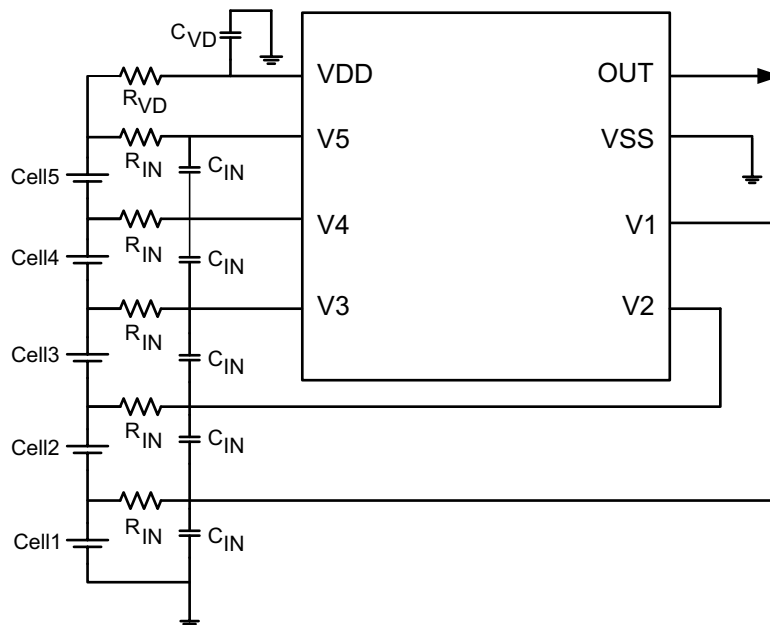 CVD
VDD
OUT
RVD
V5
VSS
RIN
CIN
Cell5
V4
V1
RIN
CIN
Cell4
V3
V2
RIN
CIN
Cell3
RIN
CIN
Cell2
RIN
CIN
Cell1